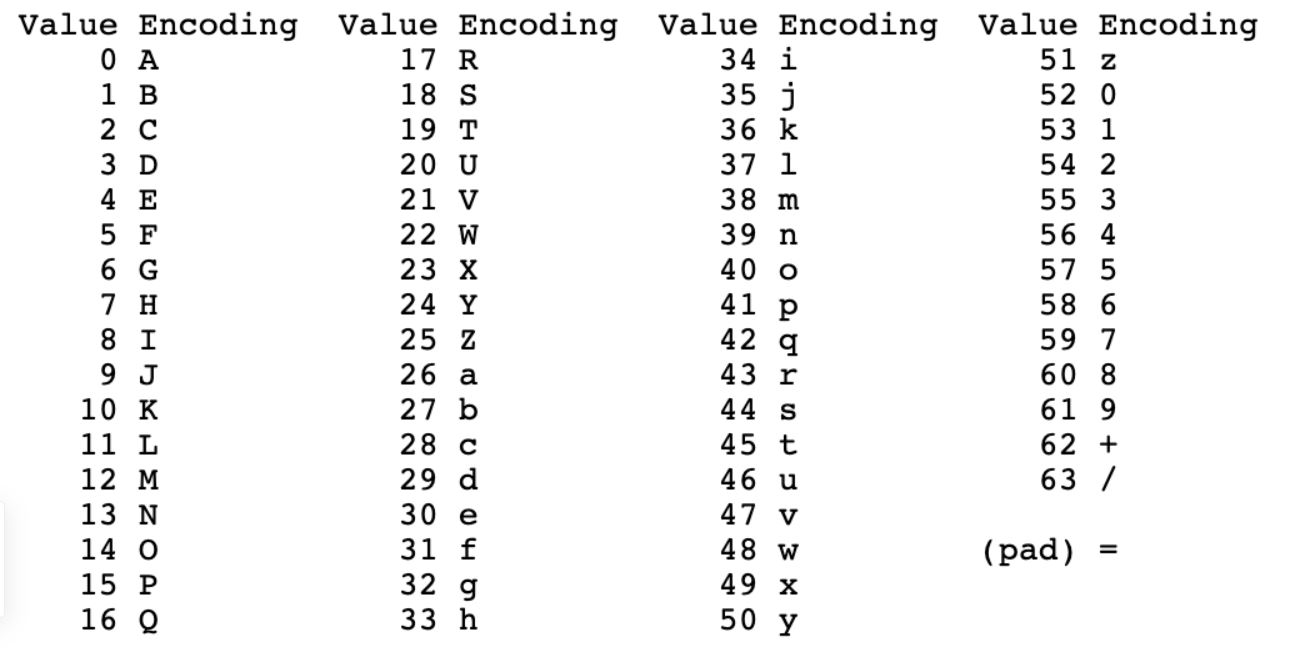 Value Encoding  Value Encoding  Value Encoding  Value Encoding
0 A  17 R  34 i  51 z
1 B  18 S  35 j  52 0
2 C  19 T  36 k  53 1
3 D  20 U  37 l  54 2
4 E  21 V  38 m  55 3
5 F  22 W  39 n  56 4
6 G  23 X  40 o  57 5
7 H  24 Y  41 p  58 6
8 I  25 Z  42 q  59 7
9 J  26 a  43 r  60 8
10 K  27 b  44 s  61 9
11 L  28 c  45 t  62 +
12 M  29 d  46 u  63 /
13 N  30 e  47 v
14 O  31 f  48 w  (pad) =
15 P  32 g  49 x
16 Q  33 h  50 y